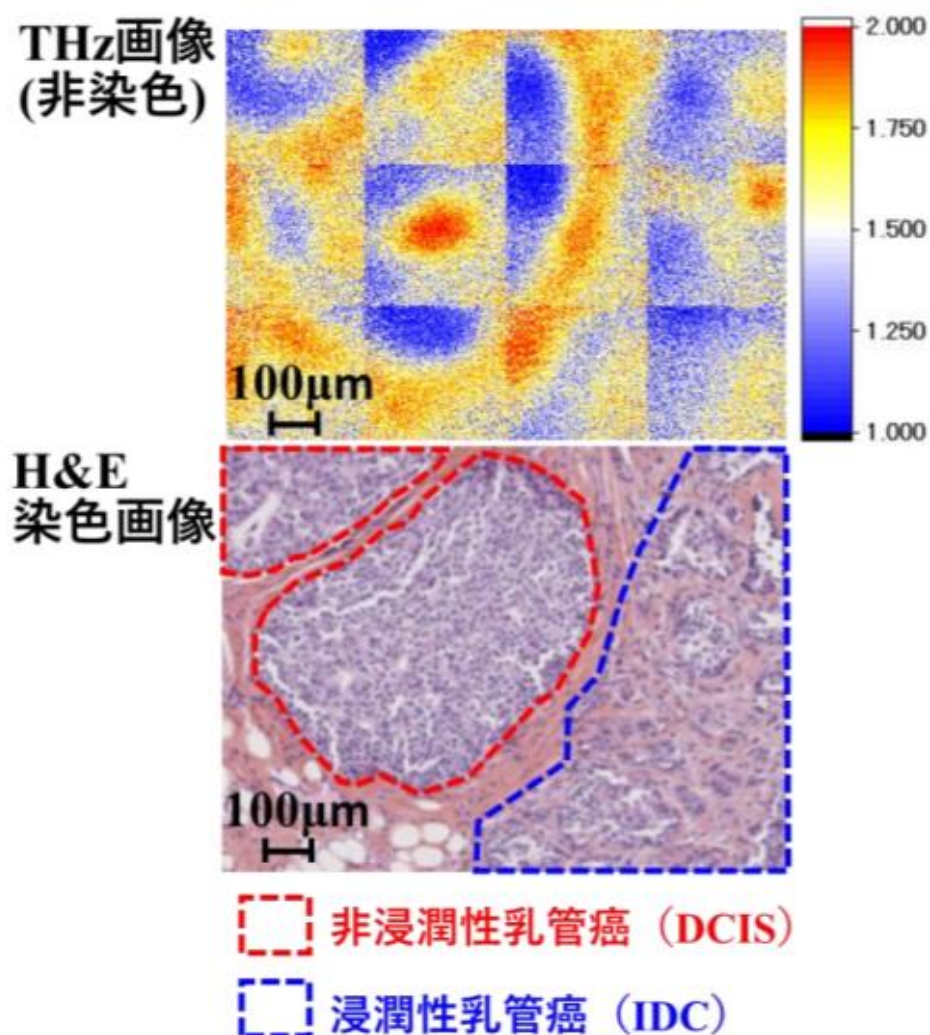 THz画像
(非染色)
2.000
1.750
1.500
1.250
1.000
100μm
H&E
染色画像
100μm
非浸潤性乳管癌（DCIS）
浸潤性乳管癌（IDC）